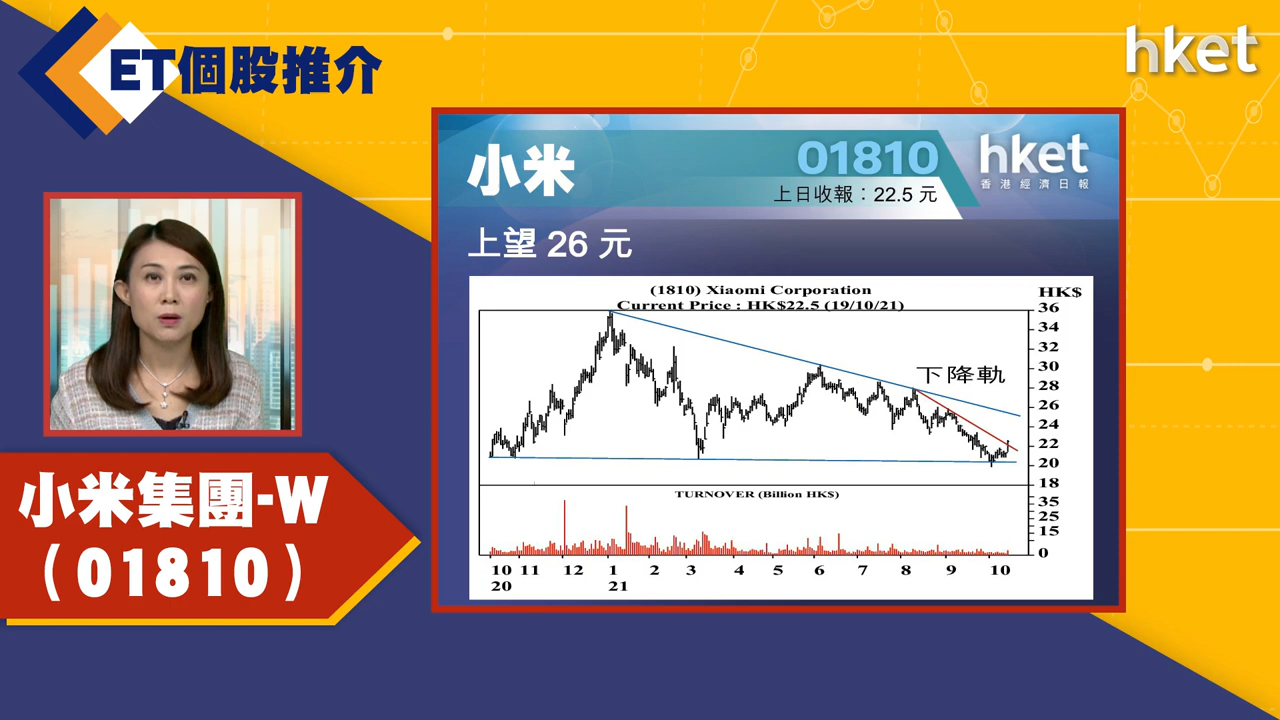 ET個股推介
hket
小米
01810
上日收報：22.5 元
hket
香港經濟日報
上望 26 元
(1810) Xiaomi Corporation
Current Price : HK$22.5 (19/10/21)
HK$
36
34
32
30
28
26
24
22
20
18
下降軌
TURNOVER (Billion HK$)
35
25
15
0
10 11 12 1 2 3 4 5 6 7 8 9 10
20 21
小米集團-W
（01810）